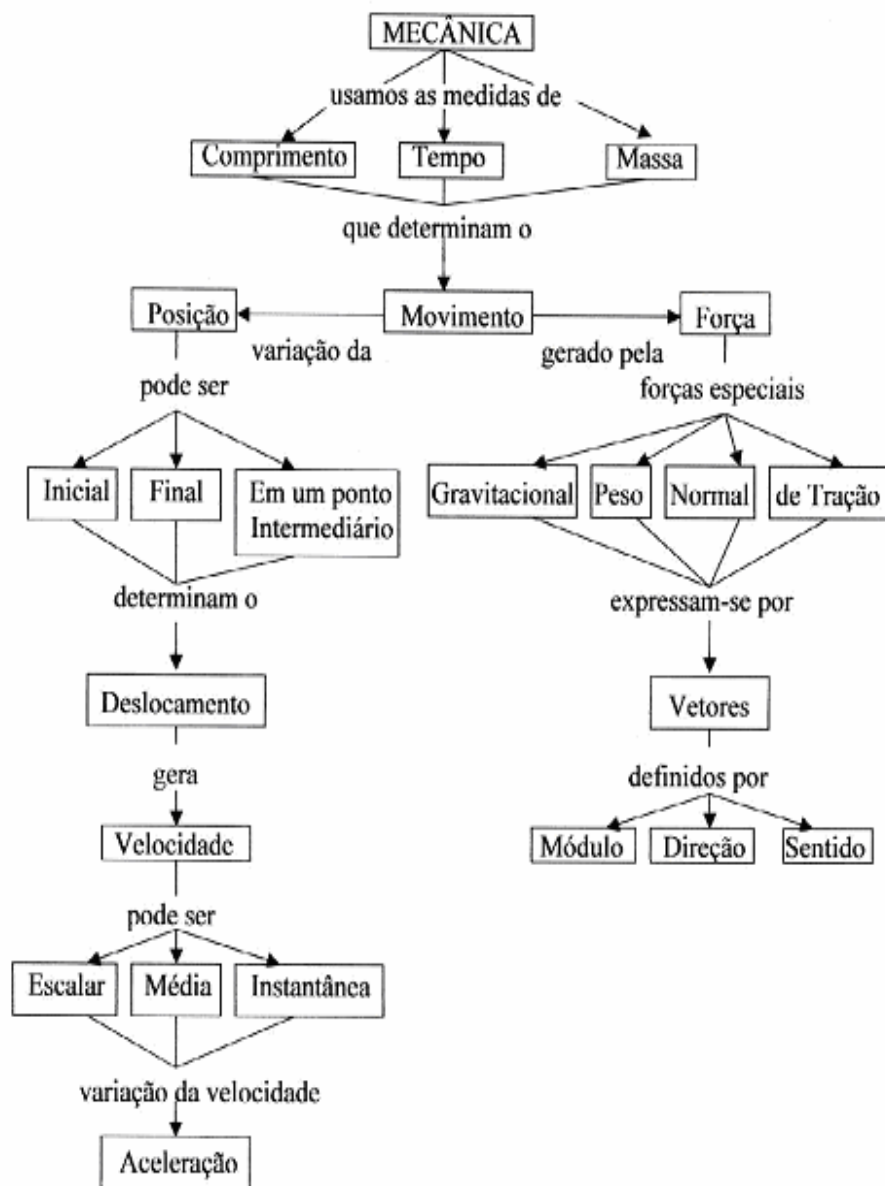 MECÂNICA
usamos as medidas de
Comprimento Tempo Massa
que determinam o
Posição Movimento Força
variação da gerado pela
pode ser forças especiais
Inicial Final Em um ponto Intermediário
Gravitacional Peso Normal de Tração
determinam o expressam-se por
Deslocamento Vetores
gera definidos por
Velocidade Módulo Direção Sentido
pode ser
Escalar Média Instantânea
variação da velocidade
Aceleração